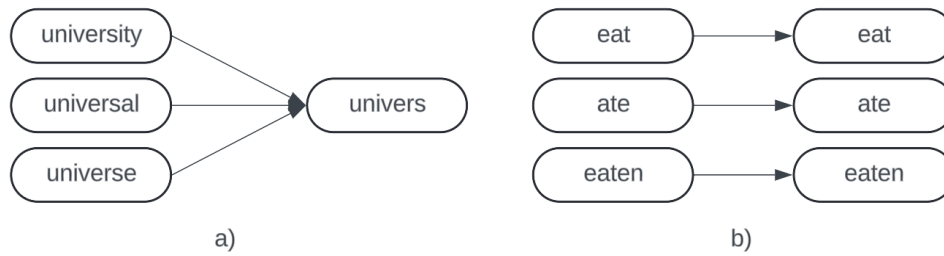 university
universal
universe
univers
a)
eat
eat
ate
ate
eaten
eaten
b)